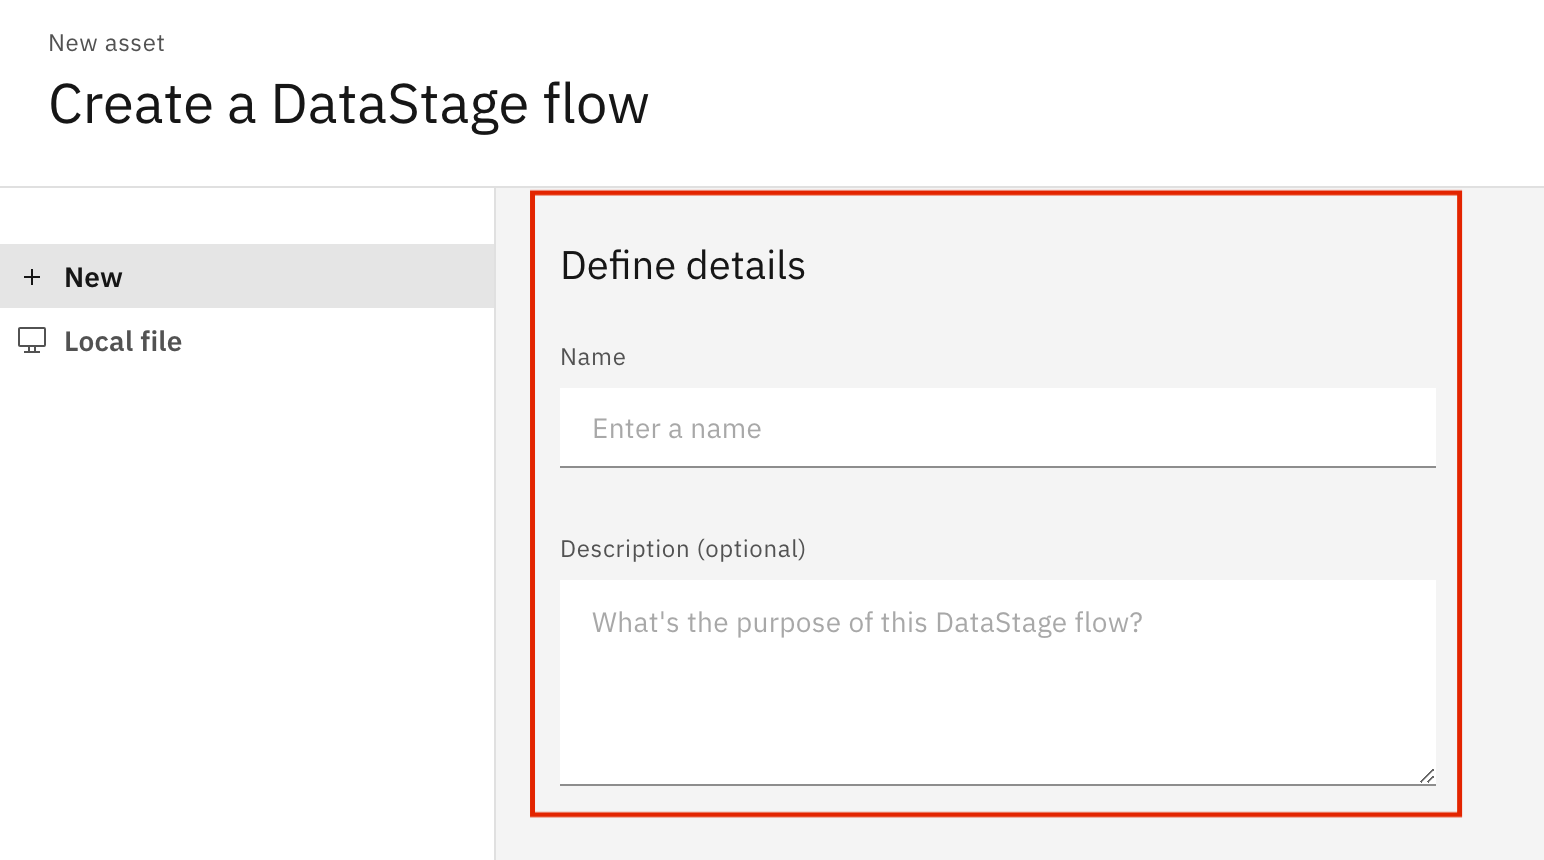 New asset
Create a DataStage flow
New
Local file
Define details
Name
Enter a name
Description (optional)
What's the purpose of this DataStage flow?